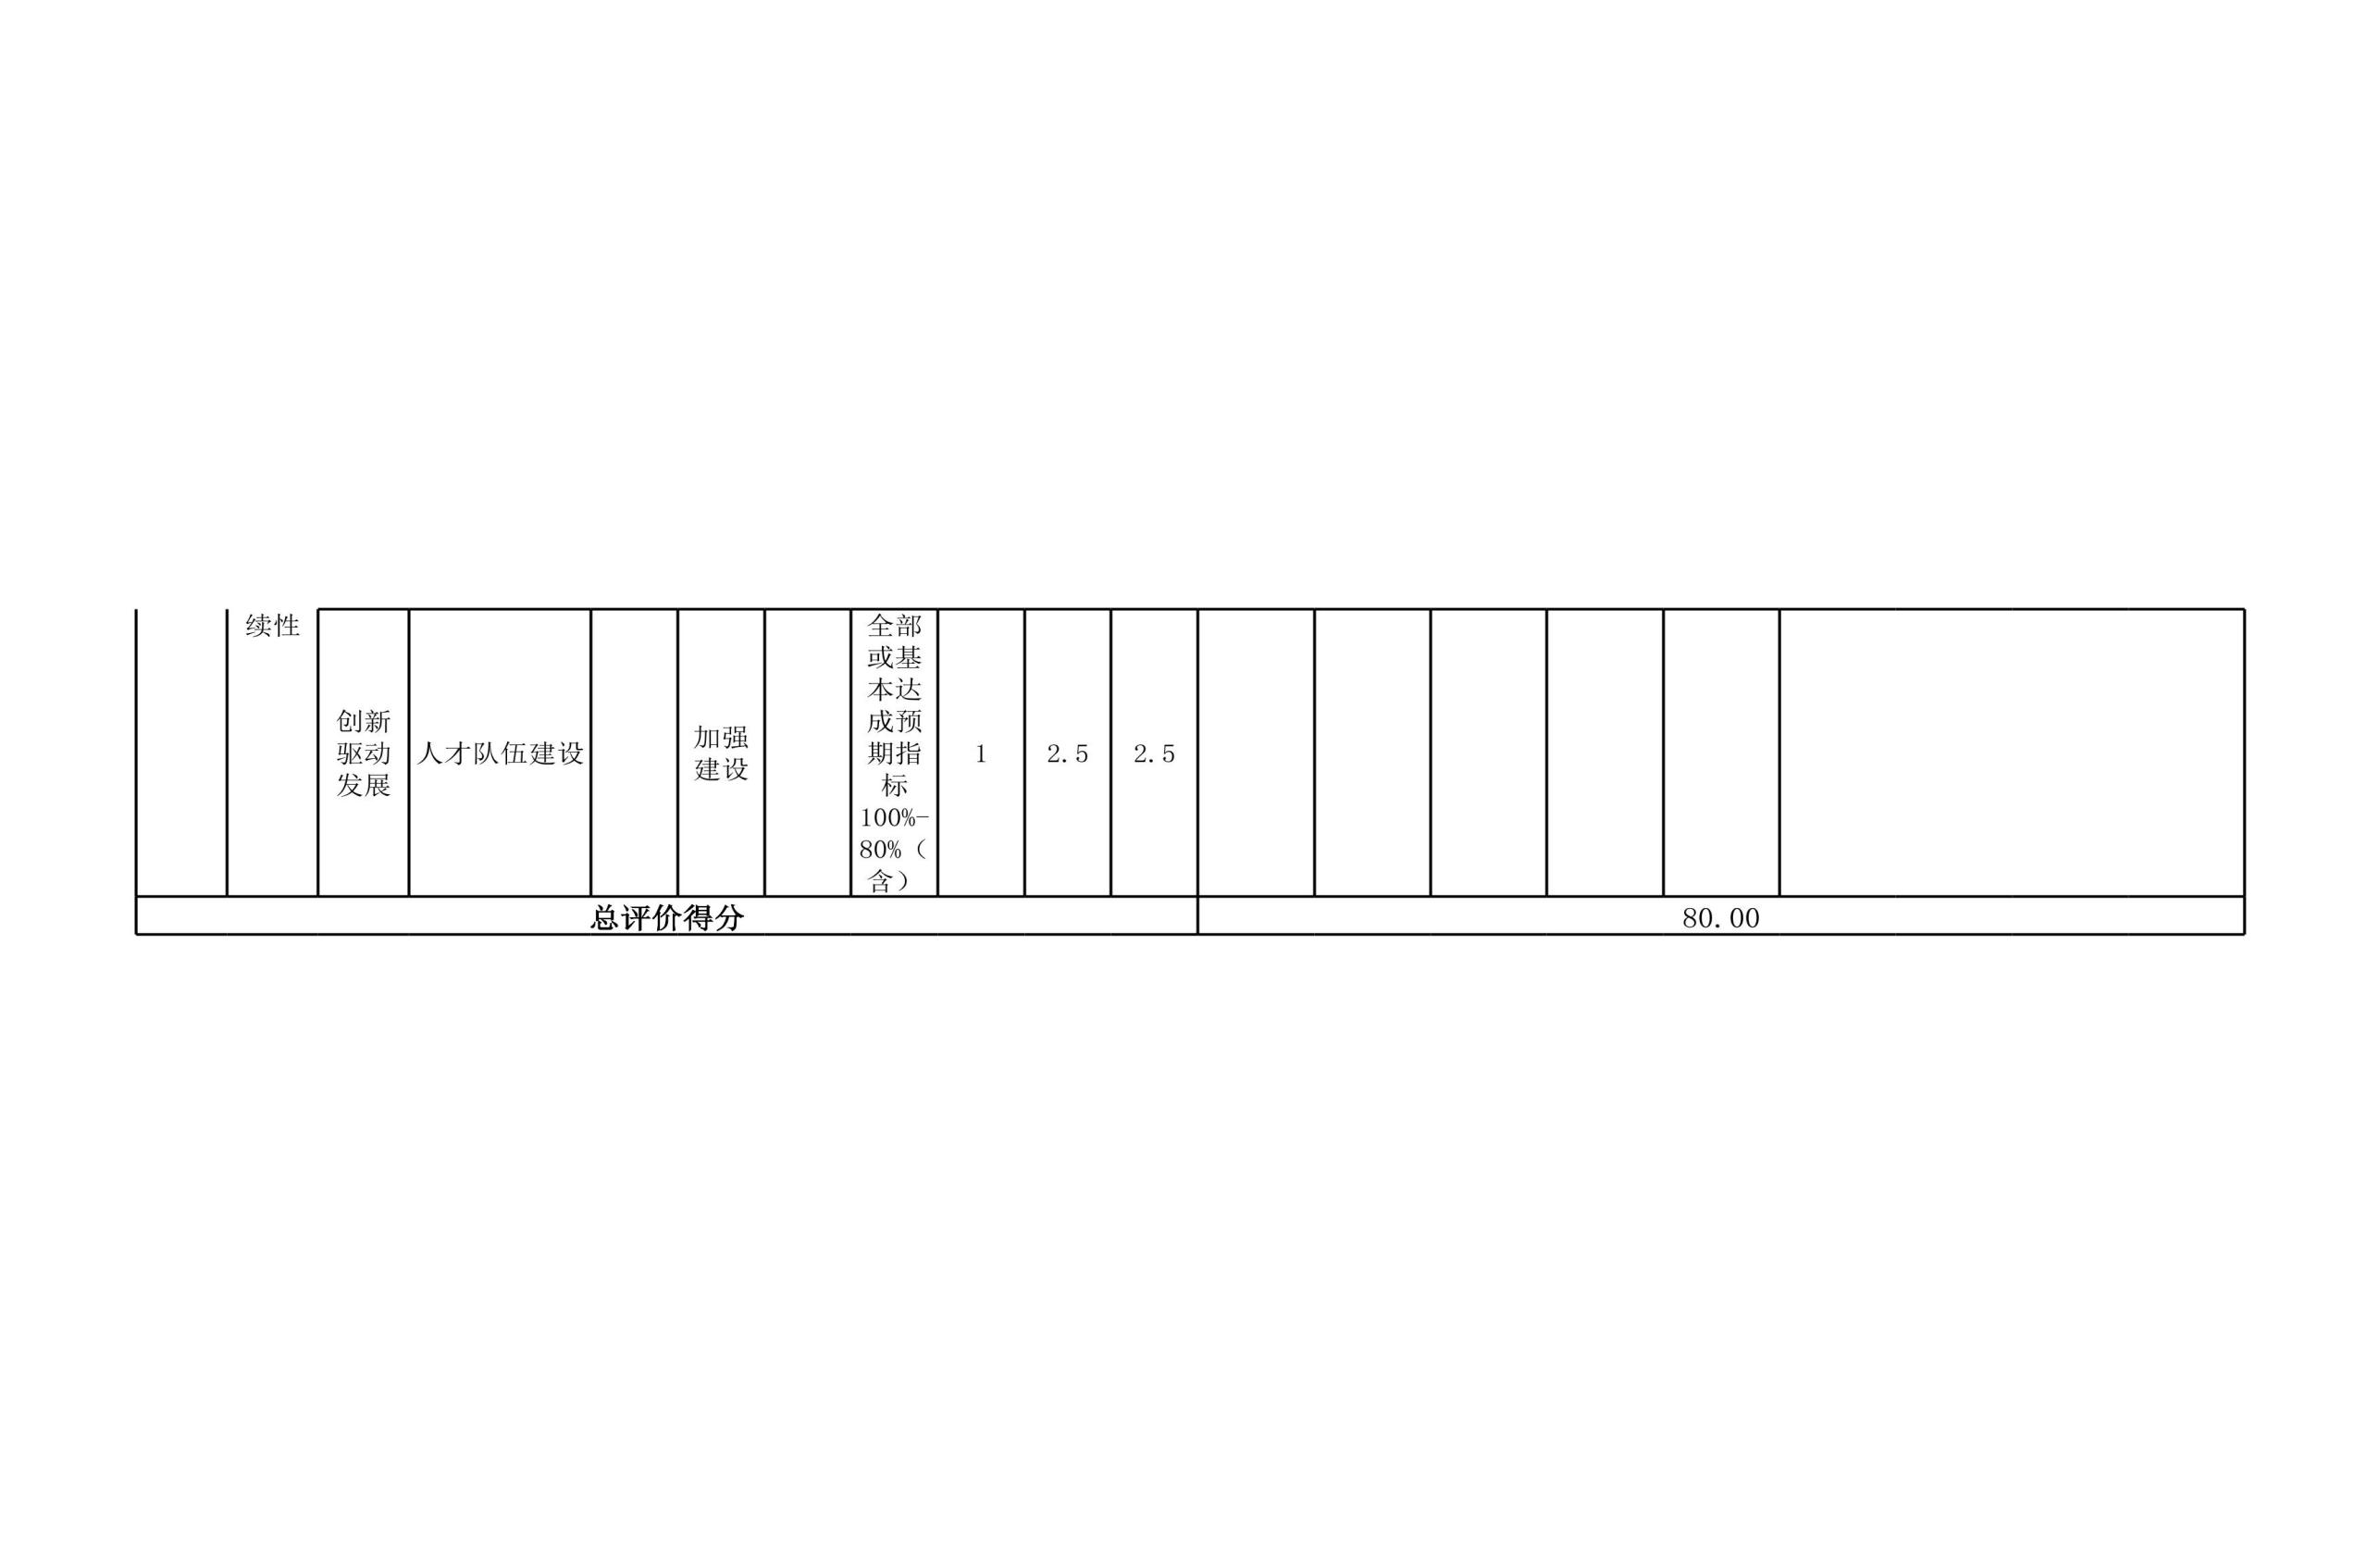 续性
创新
驱动
发展
人才队伍建设
加强
建设
全部
或基
本达
成预
期指
标
100%-
80%（
含）
1
2.5
2.5
总评价得分
80.00